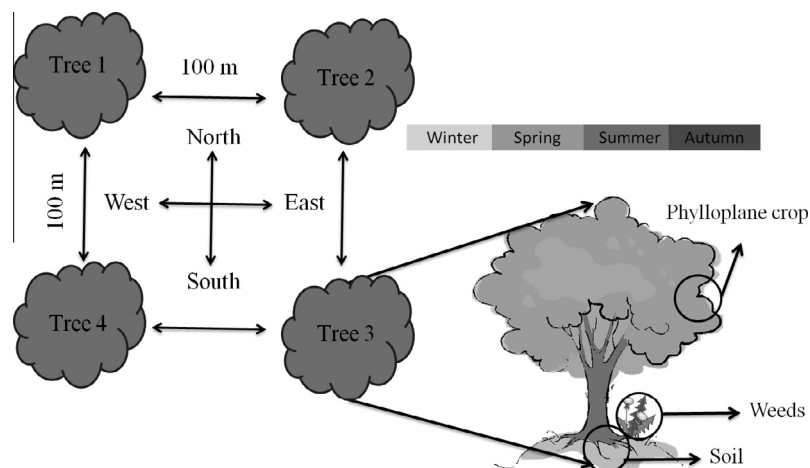 Tree 1
100 m
Tree 2
North
Winter Spring Summer Autumn
100 m
West
East
Phylloplane crop
South
Tree 4
Tree 3
Weeds
Soil